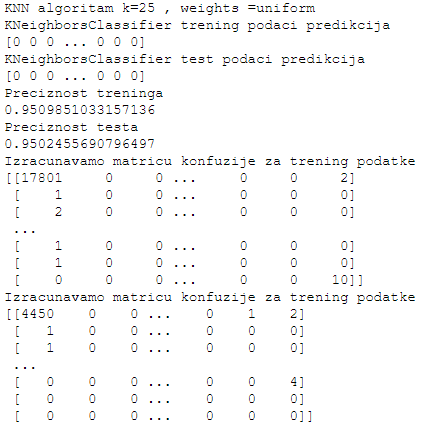 KNN algoritam k=25 , weights =uniform
KNeighborsClassifier trening podaci predikcija
[0 0 0 ... 0 0 0]
KNeighborsClassifier test podaci predikcija
[0 0 0 ... 0 0 0]
Preciznost treninga
0.9509851033157136
Preciznost testa
0.9502455690796497
Izracunavamo matricu konfuzije za trening podatke
[[17801 0 0 ... 0 0 2]
[ 1 0 0 ... 0 0 0]
[ 2 0 0 ... 0 0 0]
...
[ 1 0 0 ... 0 0 0]
[ 1 0 0 ... 0 0 0]
[ 0 0 0 ... 0 0 10]]
Izracunavamo matricu konfuzije za trening podatke
[[4450 0 0 ... 0 1 2]
[ 1 0 0 ... 0 0 0]
[ 1 0 0 ... 0 0 0]
...
[ 0 0 0 ... 0 0 4]
[ 0 0 0 ... 0 0 0]
[ 0 0 0 ... 0 0 0]]